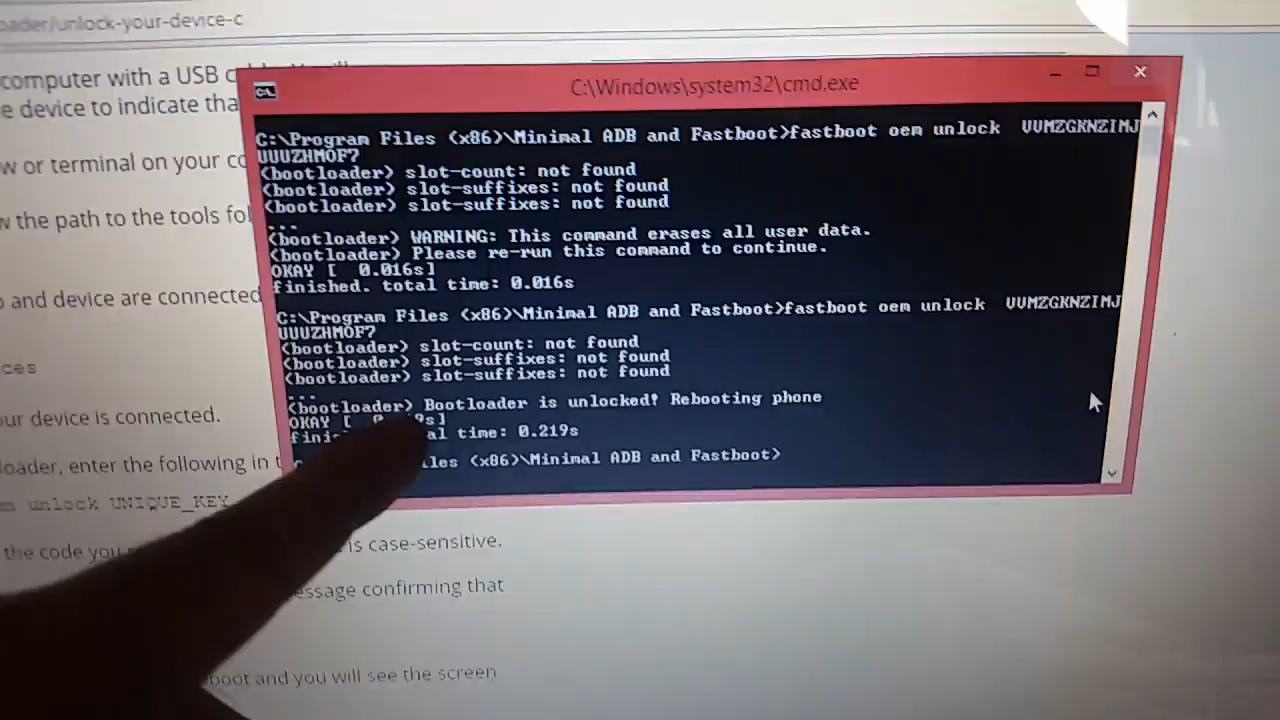 oader/unlock-your-device-c
computer with a USB
e device to indicate tha
w or terminal on your co
w the path to the tools fol
and device are connected
ces
our device is connected.
loader, enter the following in t
unlock UNIQUE_KEY
the code you is case-sensitive.
essage confirming that
boot and you will see the screen
C:\Windows\system32\cmd.exe
C:\Program Files (x86)\Minimal ADB and Fastboot>fastboot oem unlock VVMZGKNZIMJ
UUUZHMOF7
(bootloader) slot-count: not found
(bootloader) slot-suffixes: not found
(bootloader) slot-suffixes: not found
...
(bootloader) WARNING: This command erases all user data.
(bootloader) Please re-run this command to continue.
OKAY [  0.016s]
finished. total time: 0.016s
C:\Program Files (x86)\Minimal ADB and Fastboot>fastboot oem unlock VVMZGKNZIMJ
UUUZHMOF7
(bootloader) slot-count: not found
(bootloader) slot-suffixes: not found
(bootloader) slot-suffixes: not found
...
(bootloader) Bootloader is unlocked! Rebooting phone
OKAY [ 9s]
finis al time: 0.219s
iles (x86)\Minimal ADB and Fastboot>